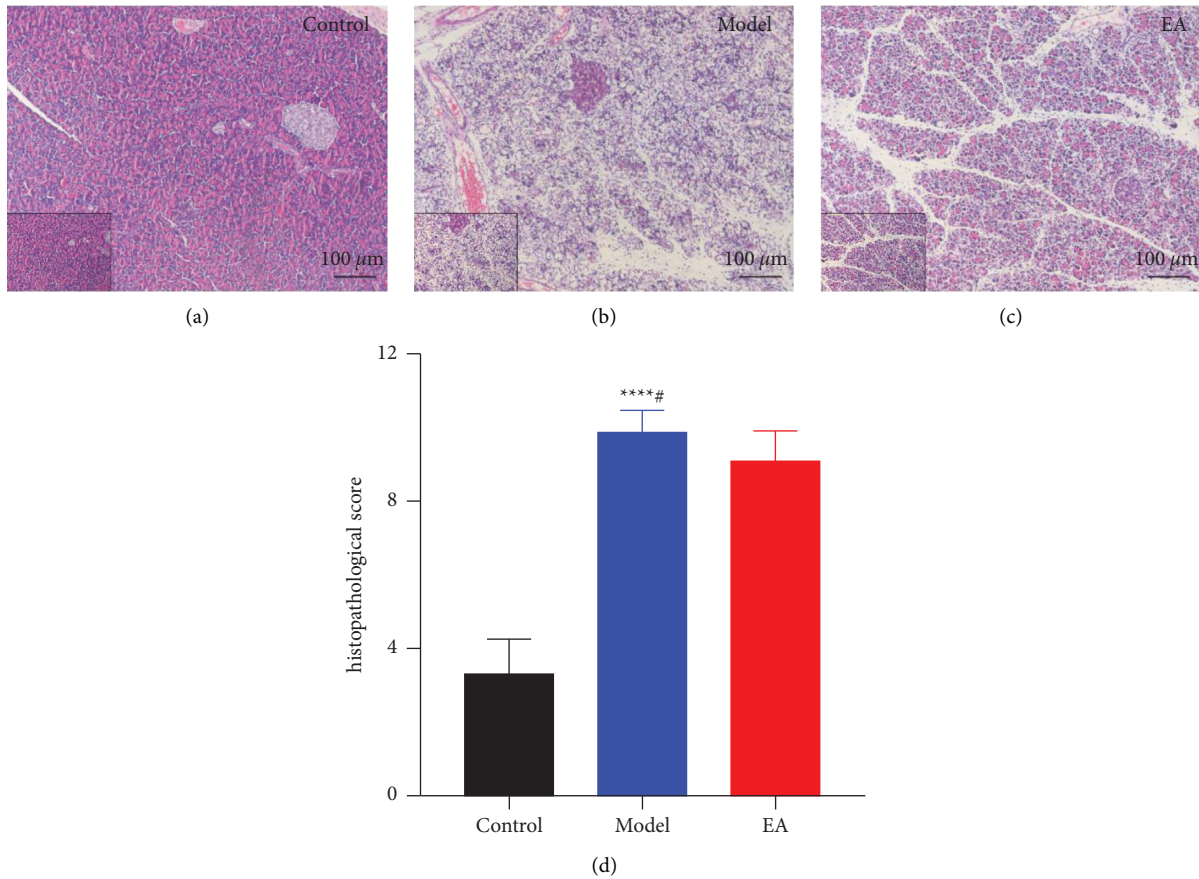 Control
100 μm
(a)
Model
100 μm
(b)
EA
100 μm
(c)
12
8
4
0
histopathological score
****#
Control
Model
EA
(d)